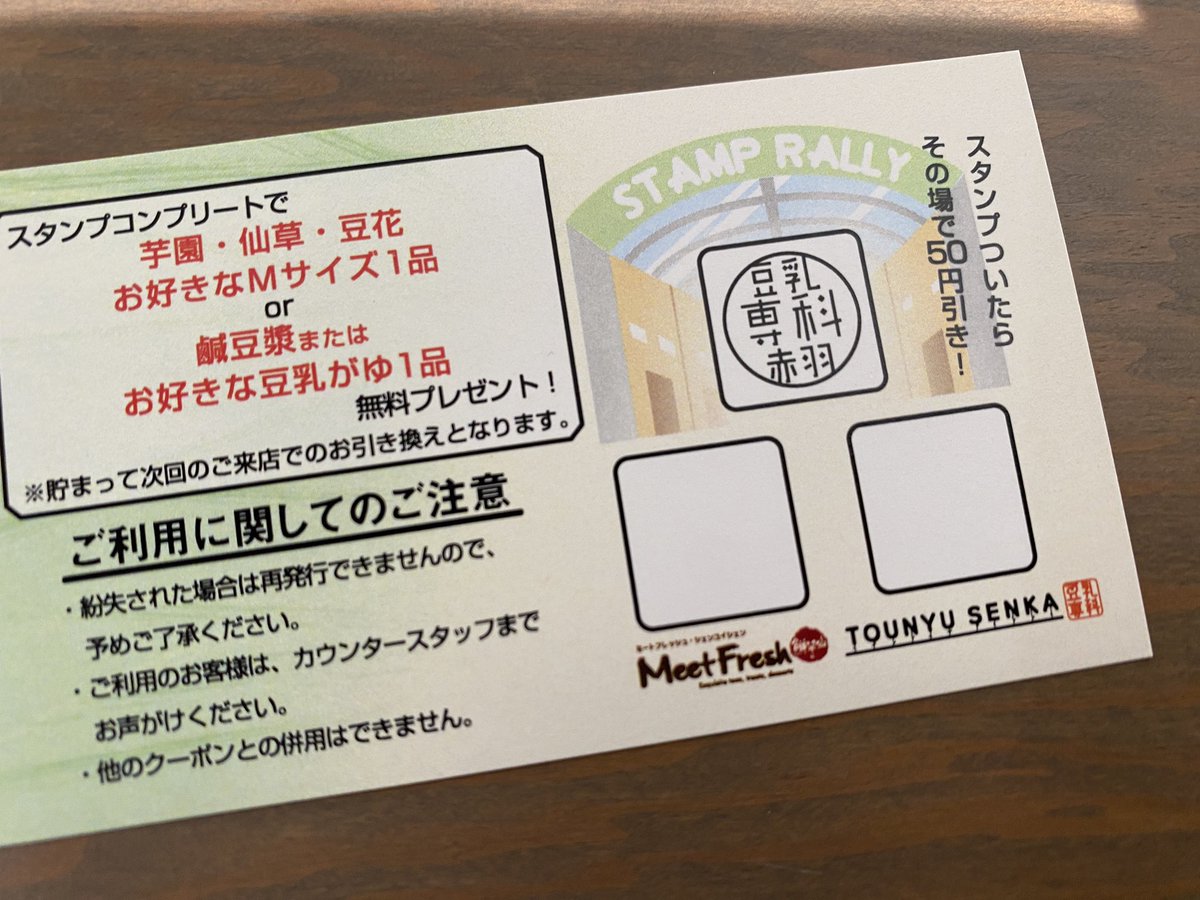 スタンプコンプリートで
芋園・仙草・豆花
お好きなMサイズ1品
or
鹹豆漿または
お好きな豆乳がゆ1品
無料プレゼント！
※貯まって次回のご来店でのお引き換えとなります。
ご利用に関してのご注意
・紛失された場合は再発行できませんので、
予めご了承ください。
・ご利用のお客様は、カウンタースタッフまで
お声がけください。
・他のクーポンとの併用はできません。
STAMP RALLY
スタンプついたら
その場で50円引き！
豆乳
専科
赤羽
MeetFresh
TOUNYU SENKA
豆乳
専科